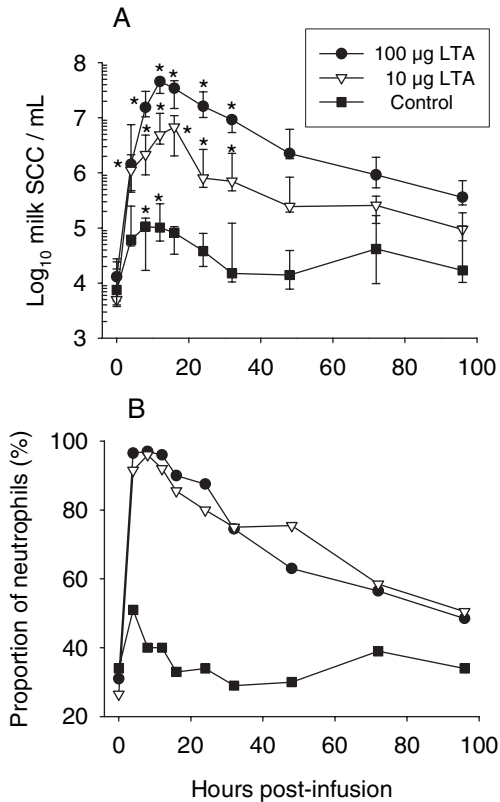 A
100 µg LTA
10 µg LTA
Control
Log10 milk SCC / mL
8
7
6
5
4
3
* * * * * * * * * * * * * *
0 20 40 60 80 100
B
Proportion of neutrophils (%)
100
80
60
40
20
0 20 40 60 80 100
Hours post-infusion